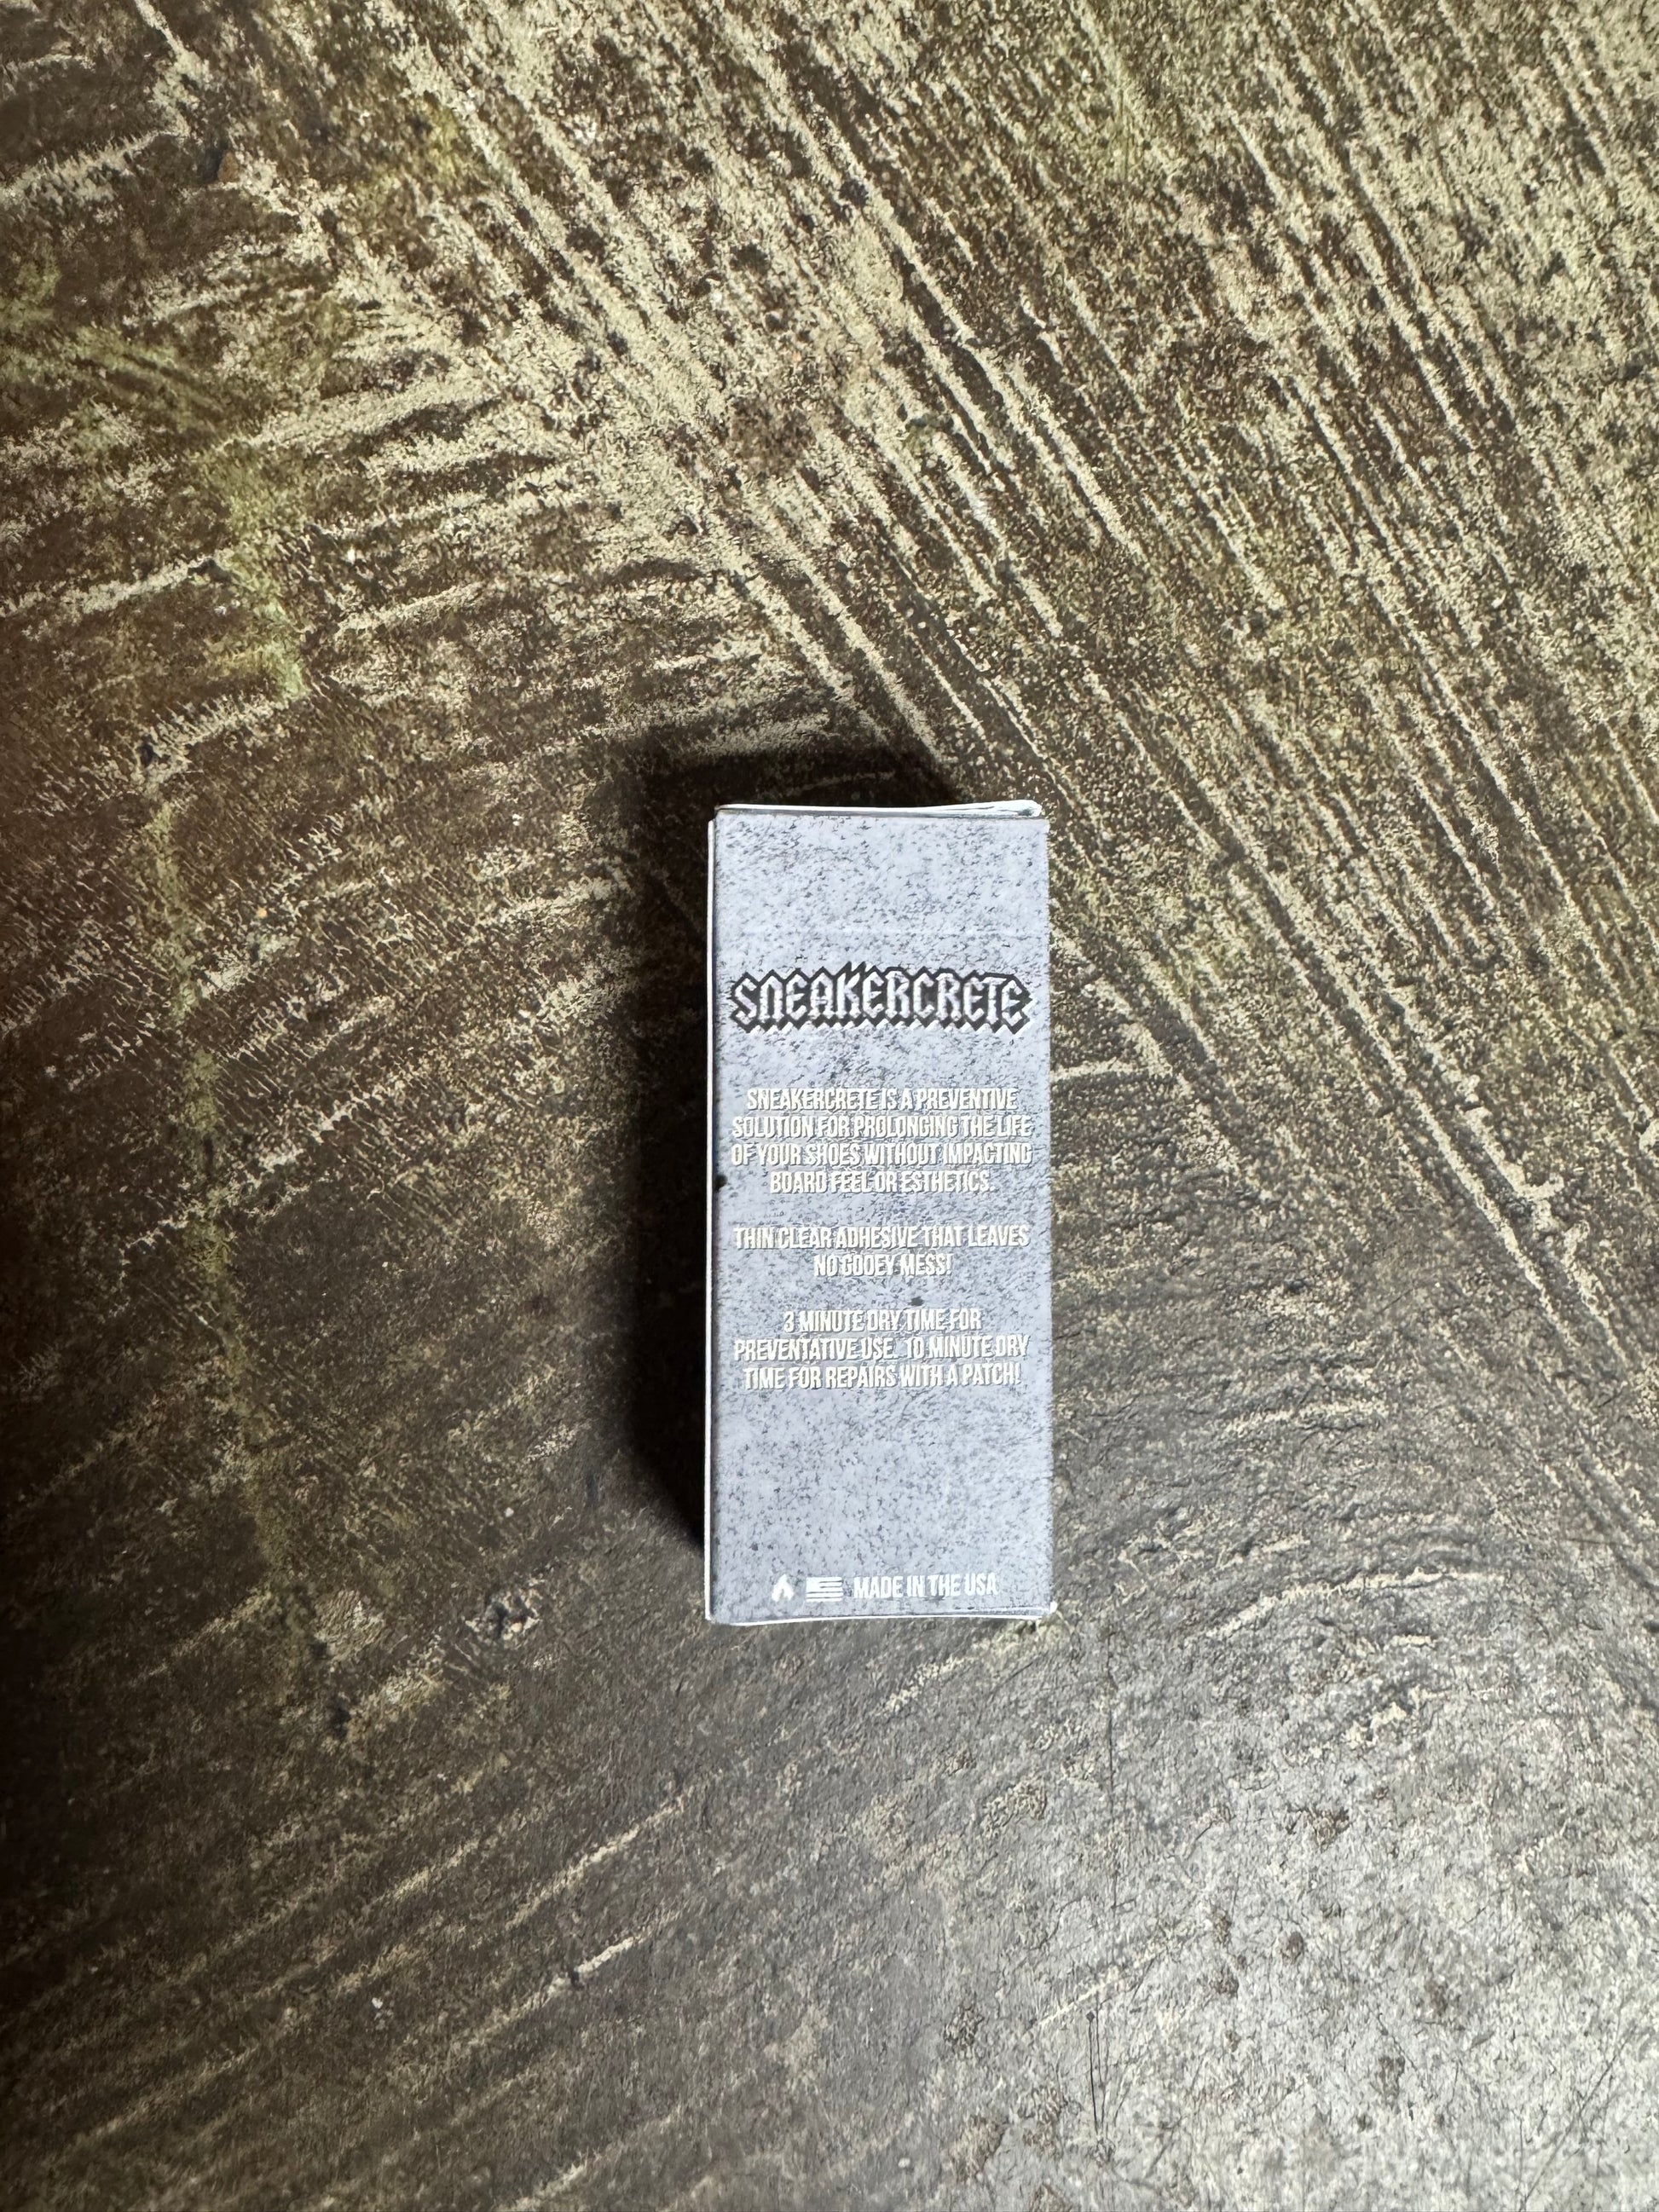 SNEAKERCRETE
SNEAKERCRETE IS A PREVENTIVE
SOLUTION FOR PROLONGING THE LIFE
OF YOUR SHOES WITHOUT IMPACTING
BOARD FEEL OR ESTHETICS.
THIN CLEAR ADHESIVE THAT LEAVES
NO GOOEY MESS!
3 MINUTE DRY TIME FOR
PREVENTATIVE USE. 10 MINUTE DRY
TIME FOR REPAIRS WITH A PATCH!
MADE IN THE USA